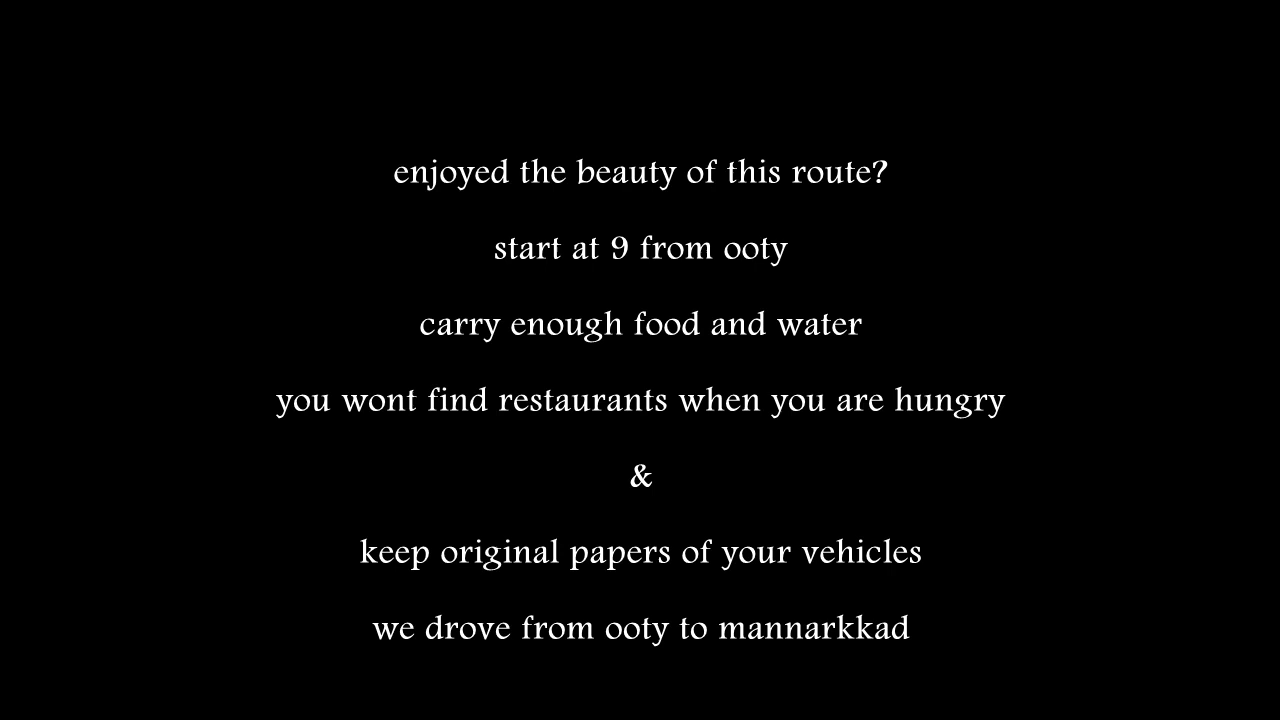 enjoyed the beauty of this route?
start at 9 from ooty
carry enough food and water
you wont find restaurants when you are hungry
&
keep original papers of your vehicles
we drove from ooty to mannarkkad